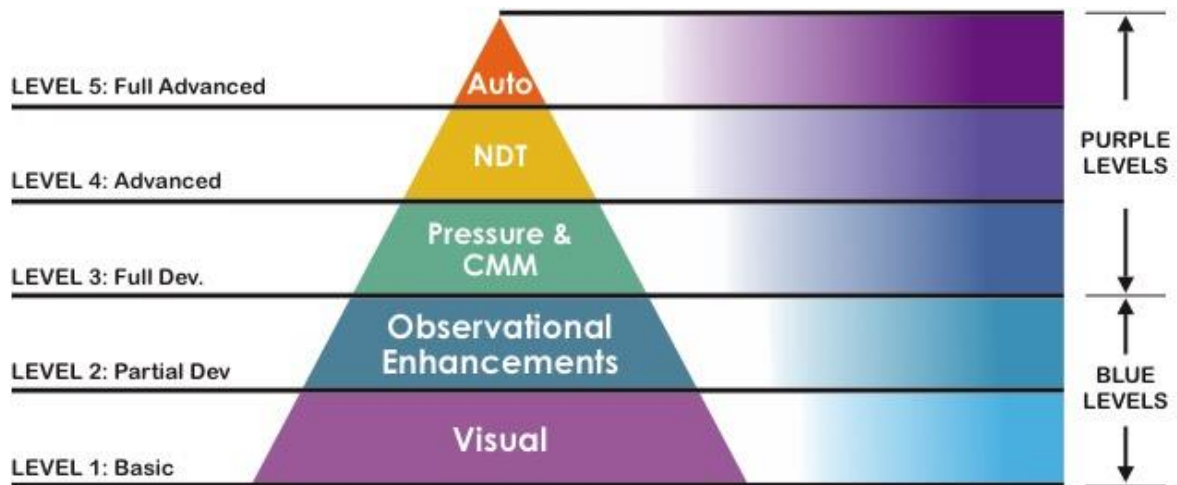 LEVEL 5: Full Advanced
Auto
LEVEL 4: Advanced
NDT
PURPLE
LEVELS
LEVEL 3: Full Dev.
Pressure &
CMM
LEVEL 2: Partial Dev
Observational
Enhancements
BLUE
LEVELS
LEVEL 1: Basic
Visual